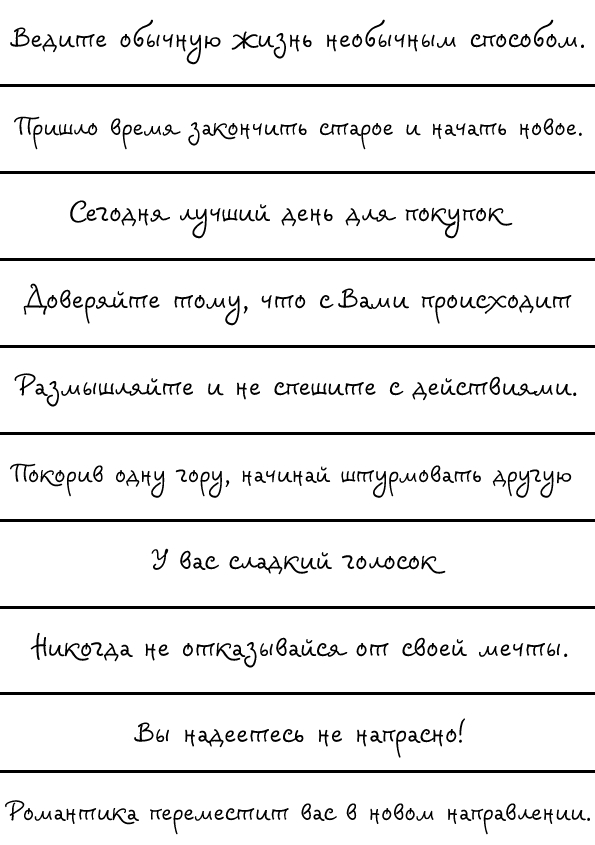 Ведите обычную жизнь необычным способом.
Пришло время закончить старое и начать новое.
Сегодня лучший день для покупок
Доверяйте тому, что с Вами происходит
Размышляйте и не спешите с действиями.
Покорив одну гору, начинай штурмовать другую
У вас сладкий голосок
Никогда не отказывайся от своей мечты.
Вы надеетесь не напрасно!
Романтика переместит вас в новом направлении.